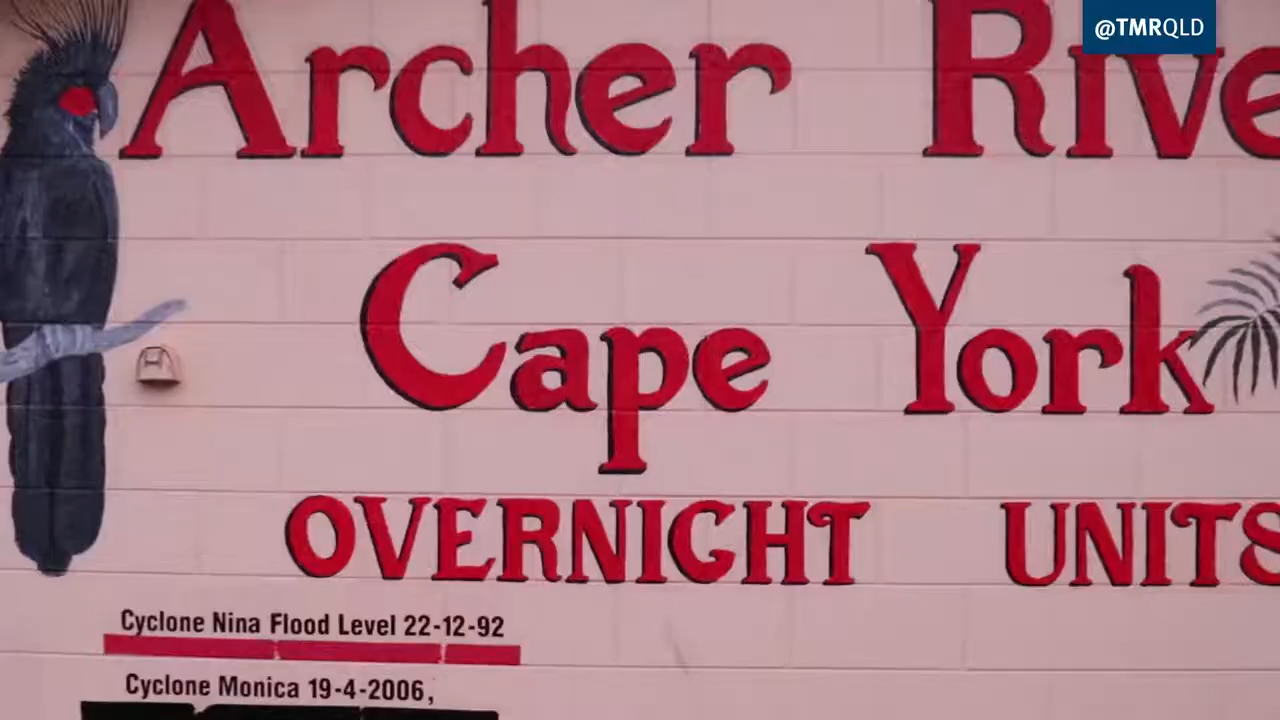 @TMRQLD
Archer Rive
Cape York
OVERNIGHT UNITS
Cyclone Nina Flood Level 22-12-92
Cyclone Monica 19-4-2006,